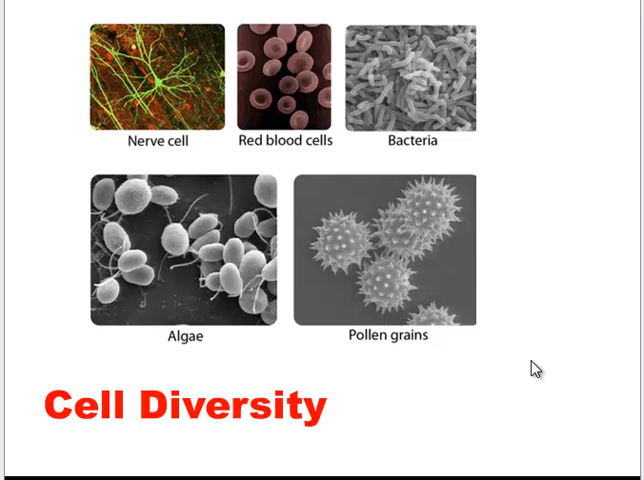 Nerve cell
Red blood cells
Bacteria
Algae
Pollen grains
Cell Diversity